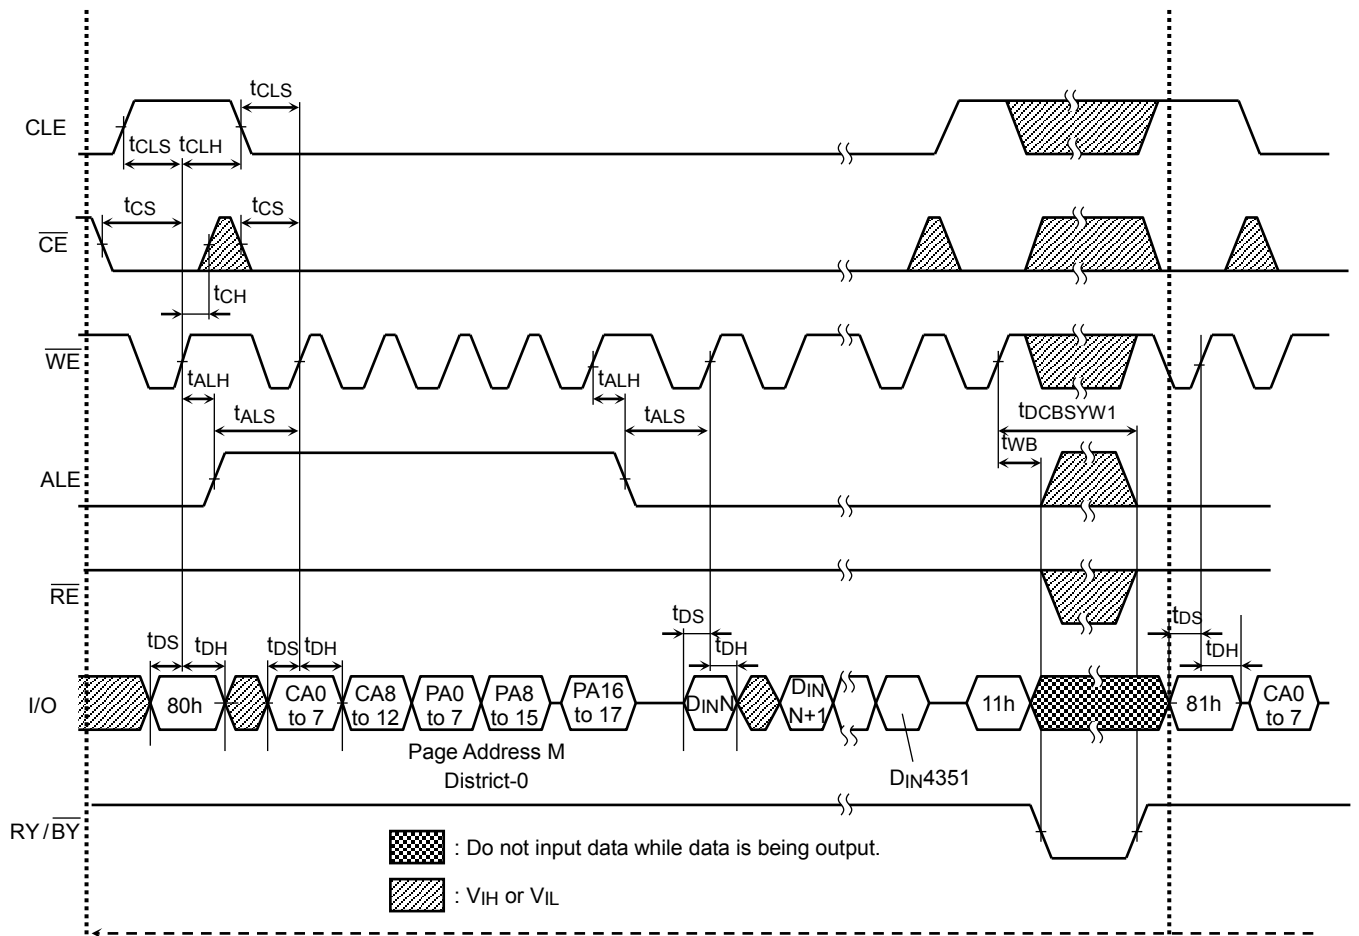 tCLS
CLE
tCLS tCLH
tCS tCS
CE
tCH
WE
tALH tALH
tALS tALS tDCBSYW1
tWB
ALE
RE
tDS tDH tDS tDH tDS tDH tDS tDH
I/O 80h CA0 to 7 CA8 to 12 PA0 to 7 PA8 to 15 PA16 to 17 DINN DIN N+1 11h 81h CA0 to 7
Page Address M
District-0
DIN4351
RY/BY
: Do not input data while data is being output.
: VIH or VIL